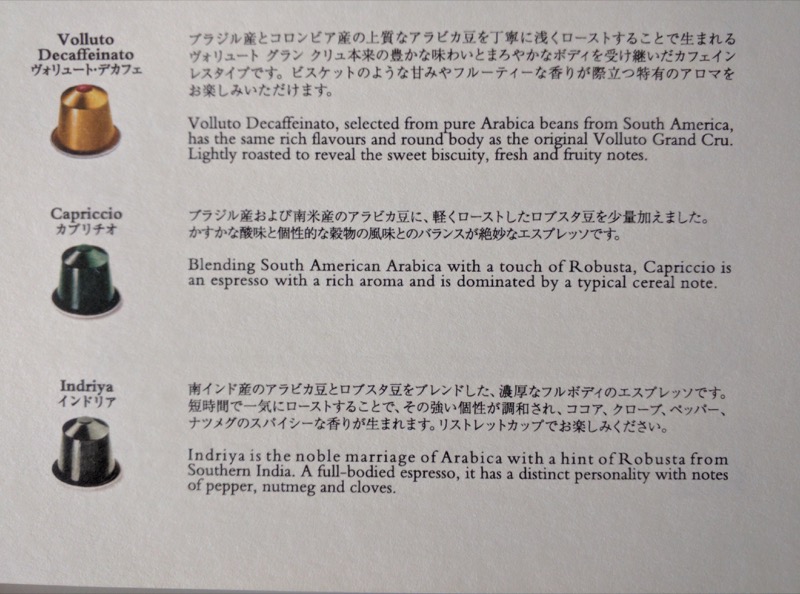 Volluto
Decaffeinato
ヴォリュート・デカフェ
ブラジル産とコロンビア産の上質なアラビカ豆を丁寧に浅くローストすることで生まれる
ヴォリュート グラン クリュ本来の豊かな味わいとまろやかなボディを受け継いだカフェイン
レスタイプです。ビスケットのような甘みやフルーティーな香りが際立つ特有のアロマを
お楽しみいただけます。
Volluto Decaffeinato, selected from pure Arabica beans from South America,
has the same rich flavours and round body as the original Volluto Grand Cru.
Lightly roasted to reveal the sweet biscuity, fresh and fruity notes.
Capriccio
カプリチオ
ブラジル産および南米産のアラビカ豆に、軽くローストしたロブスタ豆を少量加えました。
かすかな酸味と個性的な穀物の風味とのバランスが絶妙なエスプレッソです。
Blending South American Arabica with a touch of Robusta, Capriccio is
an espresso with a rich aroma and is dominated by a typical cereal note.
Indriya
インドリア
南インド産のアラビカ豆とロブスタ豆をブレンドした、濃厚なフルボディのエスプレッソです。
短時間で一気にローストすることで、その強い個性が調和され、ココア、クローブ、ペッパー、
ナツメグのスパイシーな香りが生まれます。リストレットカップでお楽しみください。
Indriya is the noble marriage of Arabica with a hint of Robusta from
Southern India. A full-bodied espresso, it has a distinct personality with notes
of pepper, nutmeg and cloves.